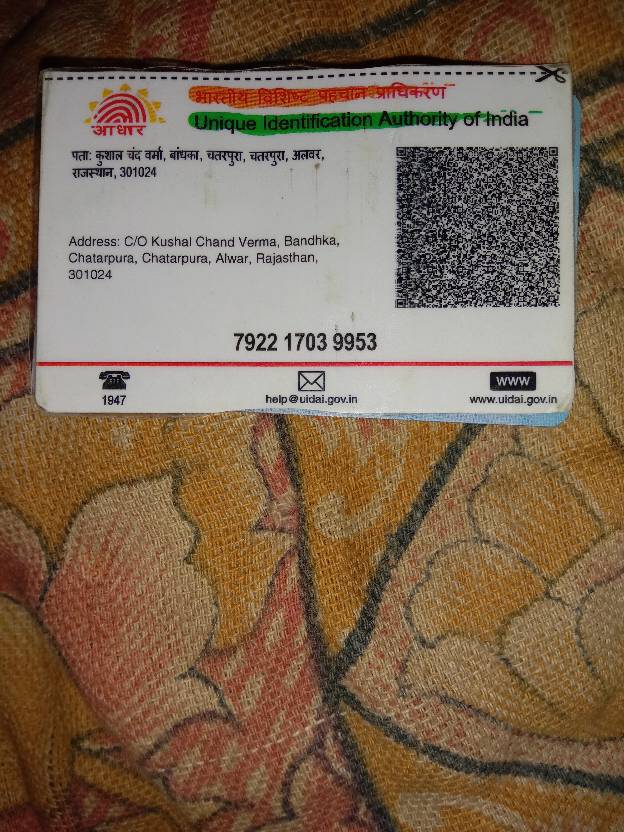 भारतीय विशिष्ट पहचान प्राधिकरण
Unique Identification Authority of India
आधार
पता: कुशाल चंद वर्मा, बांधका, चतरपुरा, चतरपुरा, अलवर,
राजस्थान, 301024
Address: C/O Kushal Chand Verma, Bandhka,
Chatarpura, Chatarpura, Alwar, Rajasthan,
301024
7922 1703 9953
1947
help@uidai.gov.in
WWW
www.uidai.gov.in